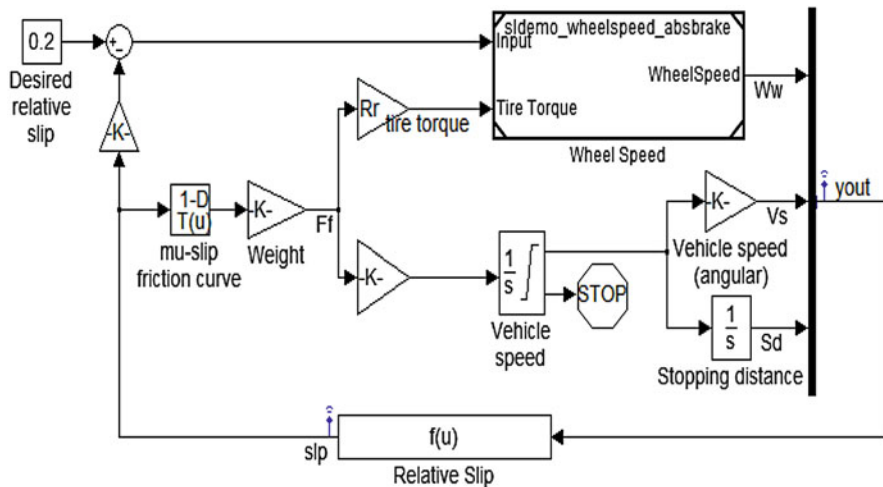 0.2
Desired
relative
slip
+
-
-K-
sldemo_wheelspeed_absbrake
Input
WheelSpeed
Tire Torque
Wheel Speed
Ww
Rr
tire torque
1-D
T(u)
mu-slip
friction curve
-K-
Weight
Ff
-K-
1
s
Vehicle
speed
STOP
-K-
Vs
Vehicle speed
(angular)
1
s
Sd
Stopping distance
yout
slp
f(u)
Relative Slip